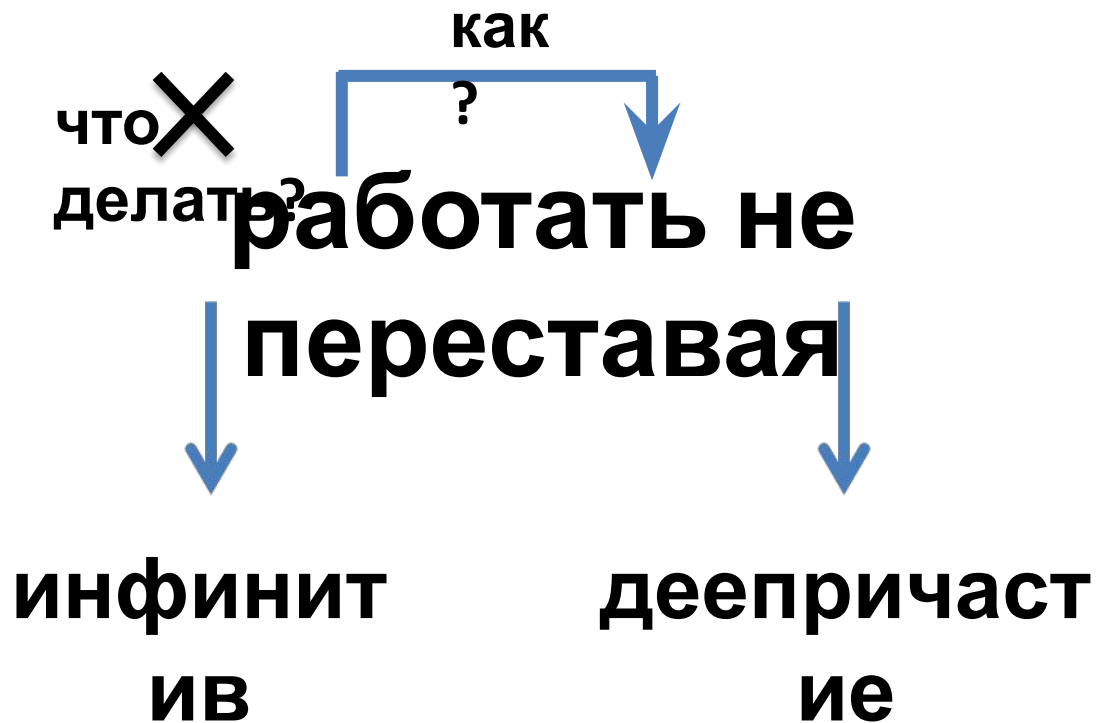 как
?
что
делать?
работать не
переставая
инфинит
ив
деепричаст
ие